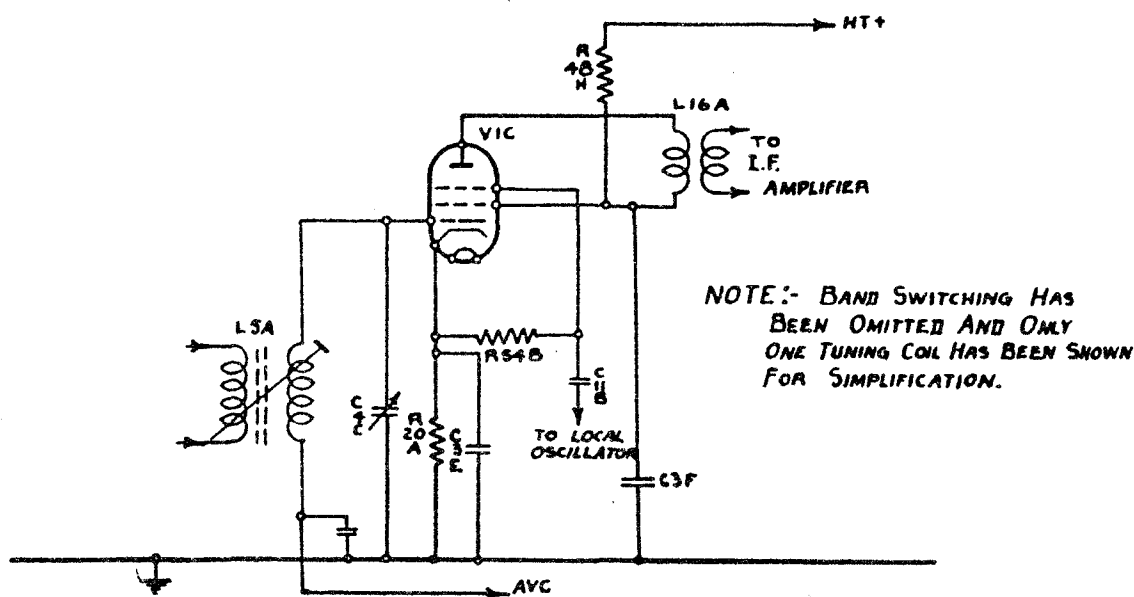 HT+
R
48
H
L16A
V1C
TO
I.F.
AMPLIFIER
NOTE:- BAND SWITCHING HAS
BEEN OMITTED AND ONLY
ONE TUNING COIL HAS BEEN SHOWN
FOR SIMPLIFICATION.
L5A
R54B
C
11
B
C
4
C
R
20
A
C
3
E
TO LOCAL
OSCILLATOR
C3F
AVC